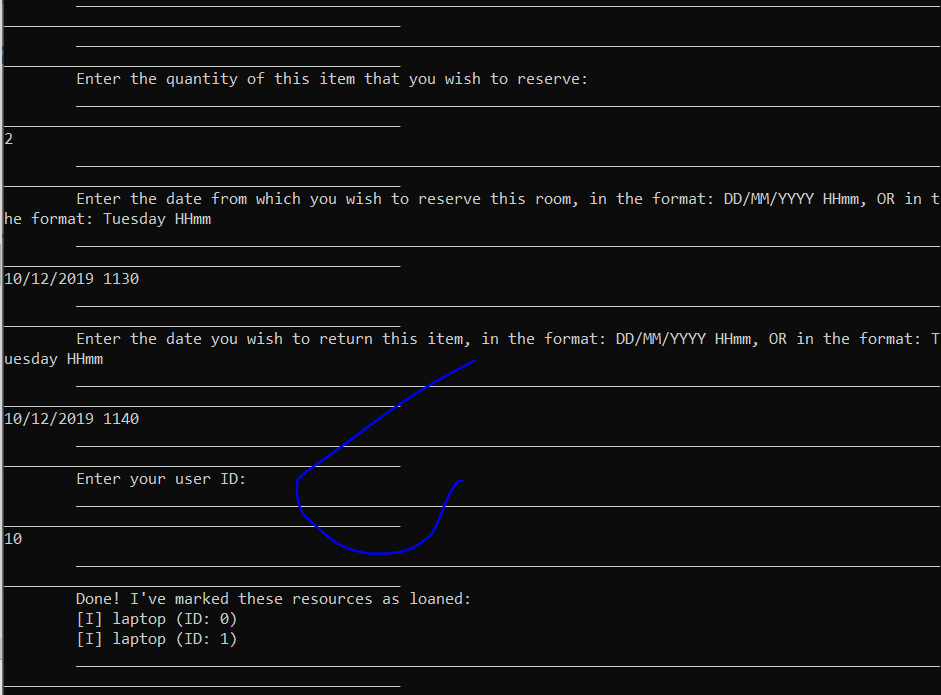 Enter the quantity of this item that you wish to reserve:
2
Enter the date from which you wish to reserve this room, in the format: DD/MM/YYYY HHmm, OR in t
he format: Tuesday HHmm
10/12/2019 1130
Enter the date you wish to return this item, in the format: DD/MM/YYYY HHmm, OR in the format: T
uesday HHmm
10/12/2019 1140
Enter your user ID:
10
Done! I've marked these resources as loaned:
[I] laptop (ID: 0)
[I] laptop (ID: 1)